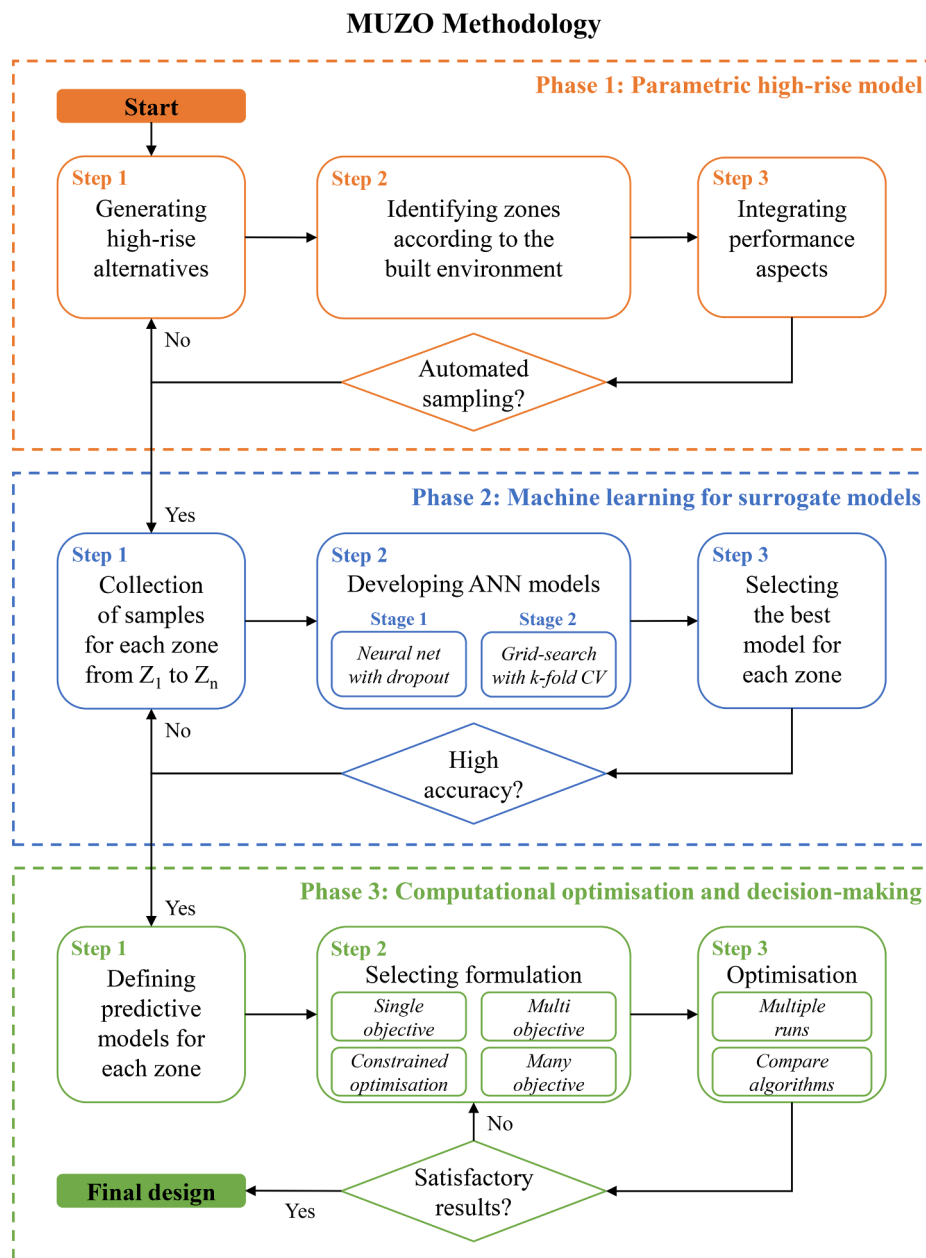 MUZO Methodology
Phase 1: Parametric high-rise model
Start
Step 1
Generating
high-rise
alternatives
Step 2
Identifying zones
according to the
built environment
Step 3
Integrating
performance
aspects
No
Automated
sampling?
Phase 2: Machine learning for surrogate models
Yes
Step 1
Collection
of samples
for each zone
from Z₁ to Zₙ
Step 2
Developing ANN models
Stage 1
Neural net
with dropout
Stage 2
Grid-search
with k-fold CV
Step 3
Selecting
the best
model for
each zone
No
High
accuracy?
Phase 3: Computational optimisation and decision-making
Yes
Step 1
Defining
predictive
models for
each zone
Step 2
Selecting formulation
Single
objective
Multi
objective
Constrained
optimisation
Many
objective
Step 3
Optimisation
Multiple
runs
Compare
algorithms
No
Satisfactory
results?
Yes
Final design